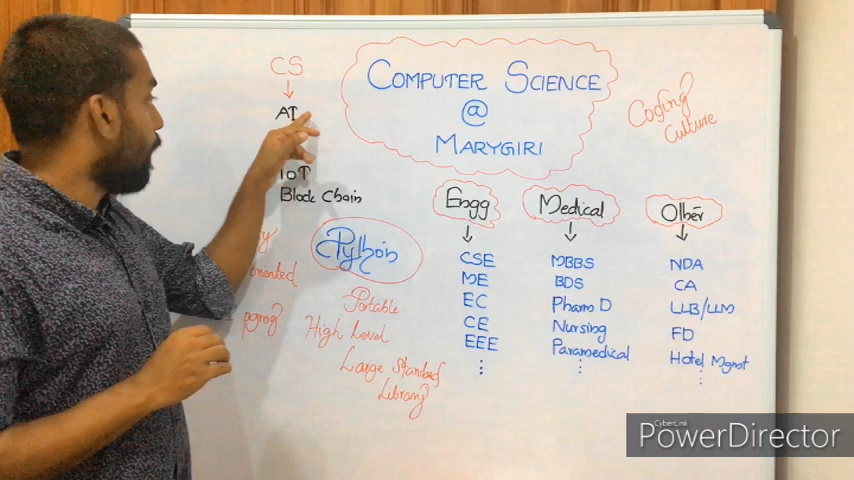 CS
AI
IoT
Block Chain
COMPUTER SCIENCE
@
MARYGIRI
Coding
Culture
Python
oriented
Portable
High Level
Large Standard
Library
Engg
CSE
ME
EC
CE
EEE
Medical
MBBS
BDS
Pharm D
Nursing
Paramedical
Other
NDA
CA
LLB/LLM
FD
Hotel Mgmt
CyberLink
PowerDirector